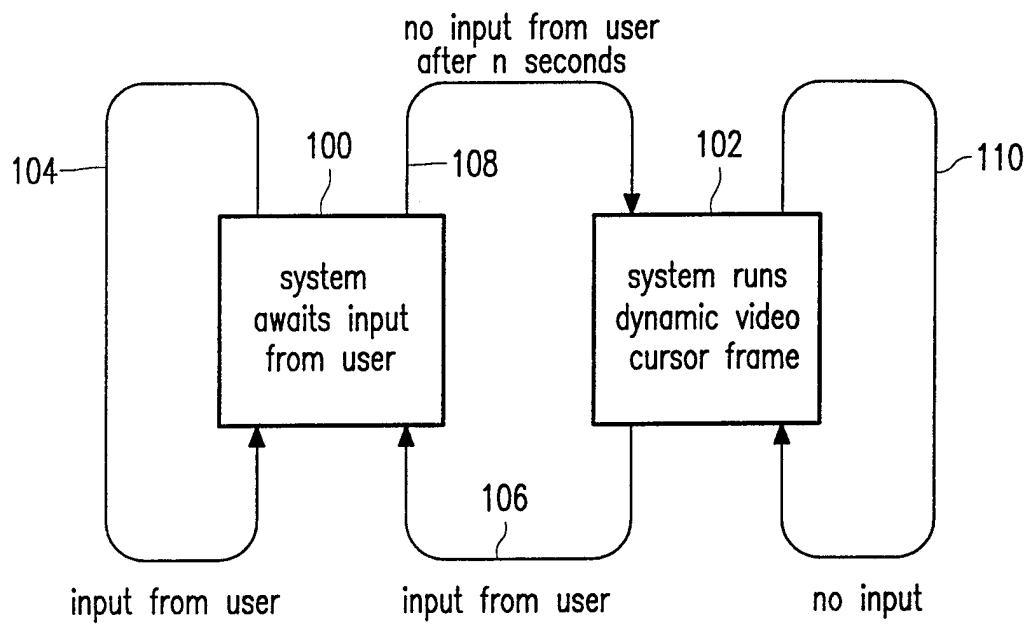 no input from user
after n seconds
104
100
108
102
110
system
awaits input
from user
system runs
dynamic video
cursor frame
106
input from user
input from user
no input